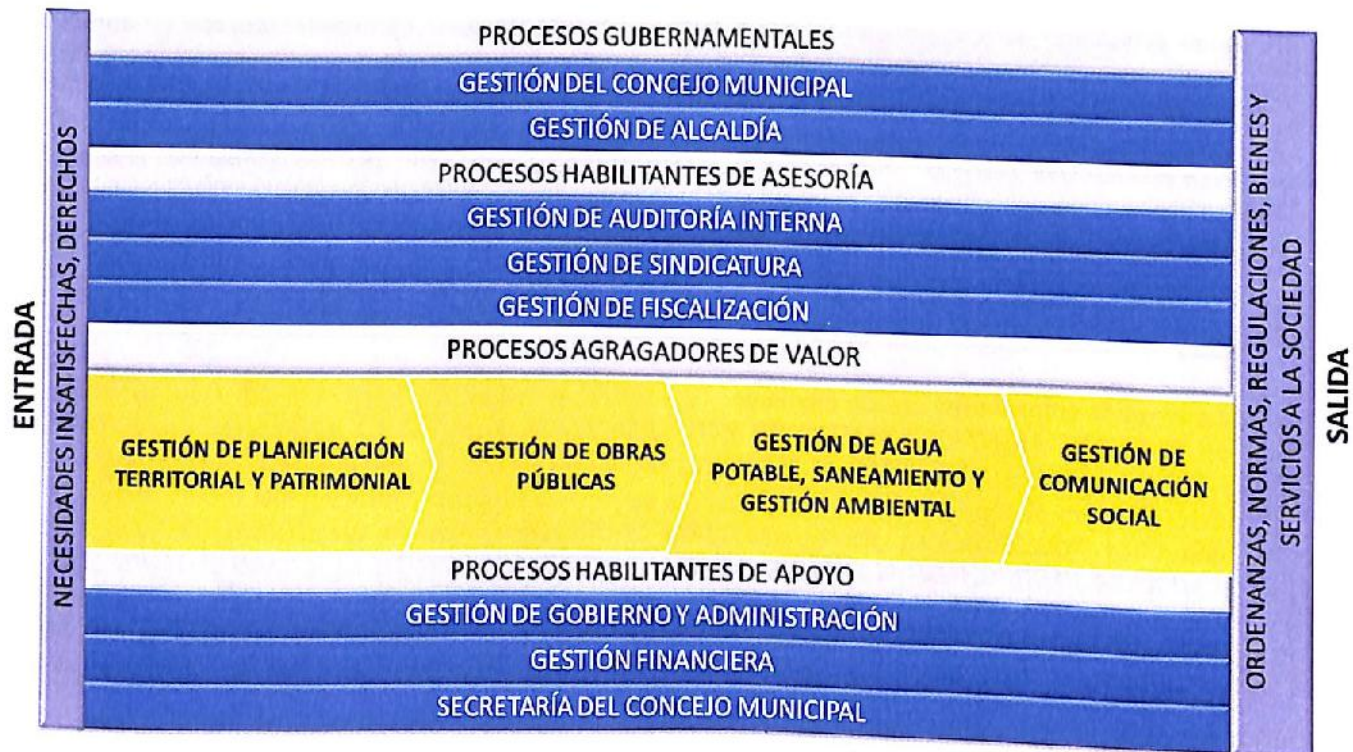 ENTRADA
NECESIDADES INSATISFECHAS, DERECHOS
PROCESOS GUBERNAMENTALES
GESTIÓN DEL CONCEJO MUNICIPAL
GESTIÓN DE ALCALDÍA
PROCESOS HABILITANTES DE ASESORÍA
GESTIÓN DE AUDITORÍA INTERNA
GESTIÓN DE SINDICATURA
GESTIÓN DE FISCALIZACIÓN
PROCESOS AGRAGADORES DE VALOR
GESTIÓN DE PLANIFICACIÓN
TERRITORIAL Y PATRIMONIAL
GESTIÓN DE OBRAS
PÚBLICAS
GESTIÓN DE AGUA
POTABLE, SANEAMIENTO Y
GESTIÓN AMBIENTAL
GESTIÓN DE
COMUNICACIÓN
SOCIAL
PROCESOS HABILITANTES DE APOYO
GESTIÓN DE GOBIERNO Y ADMINISTRACIÓN
GESTIÓN FINANCIERA
SECRETARÍA DEL CONCEJO MUNICIPAL
ORDENANZAS, NORMAS, REGULACIONES, BIENES Y
SERVICIOS A LA SOCIEDAD
SALIDA